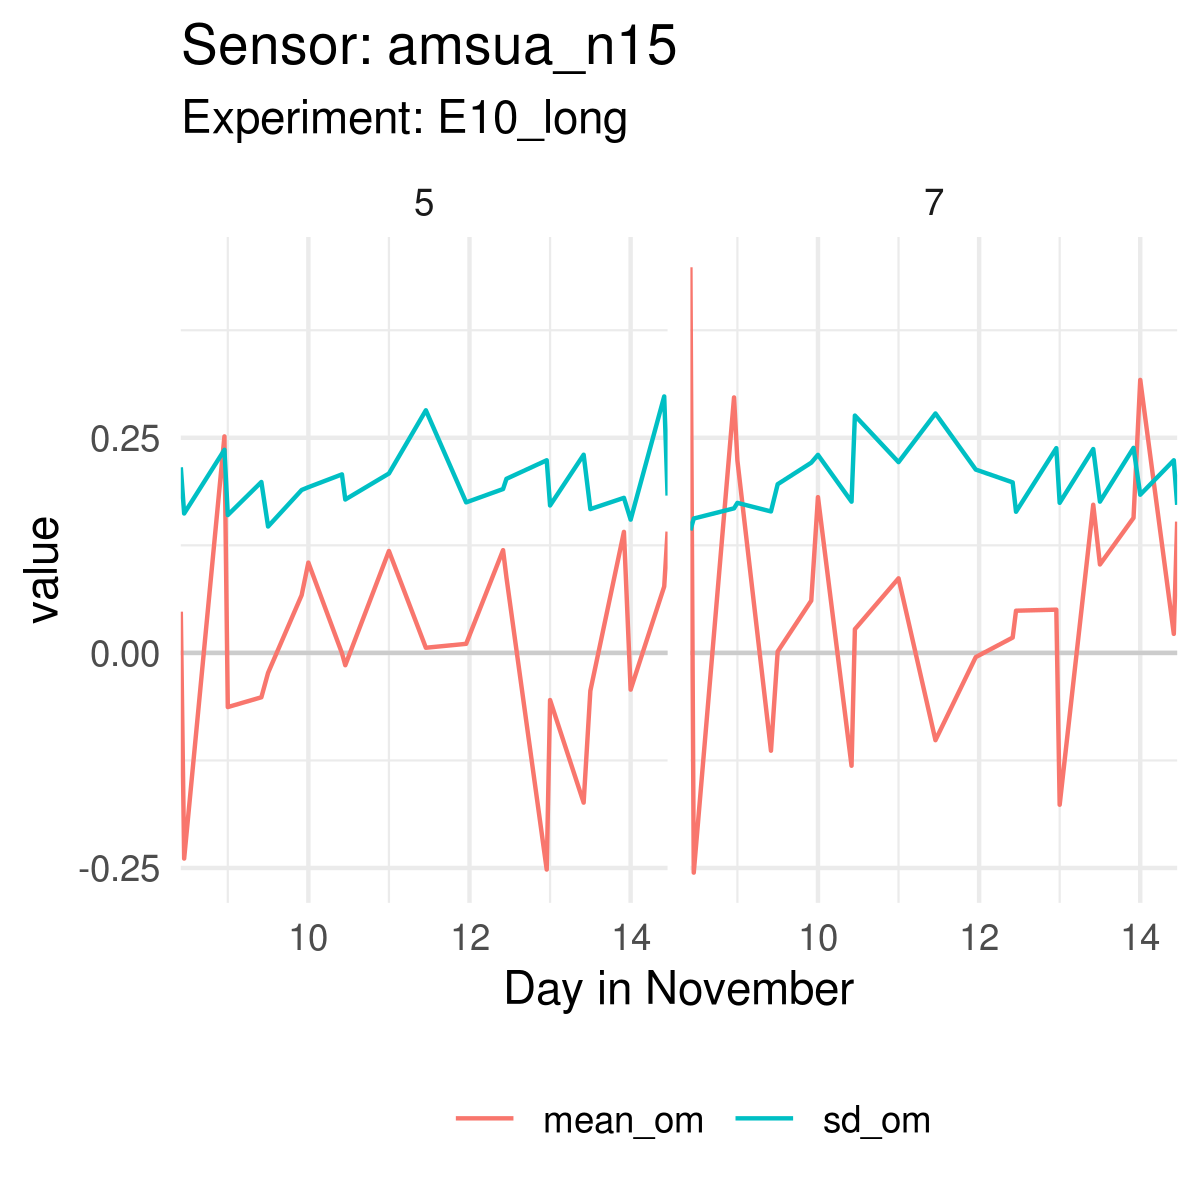 Sensor: amsua_n15
Experiment: E10_long
5 7
value
0.25
0.00
-0.25
10 12 14 10 12 14
Day in November
mean_om sd_om